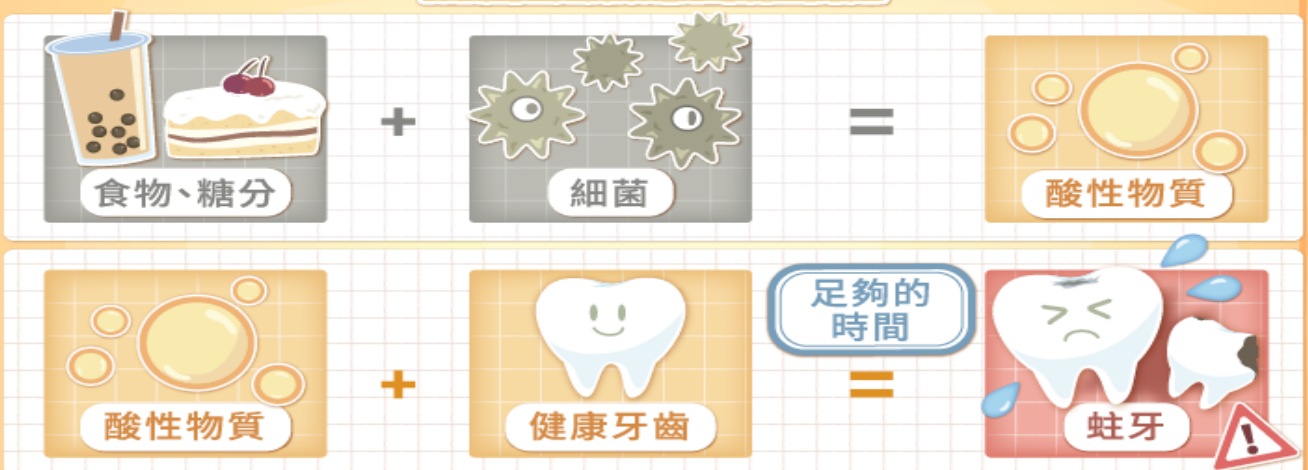 食物、糖分
+
細菌
=
酸性物質
酸性物質
+
健康牙齒
足夠的
時間
=
蛀牙
!